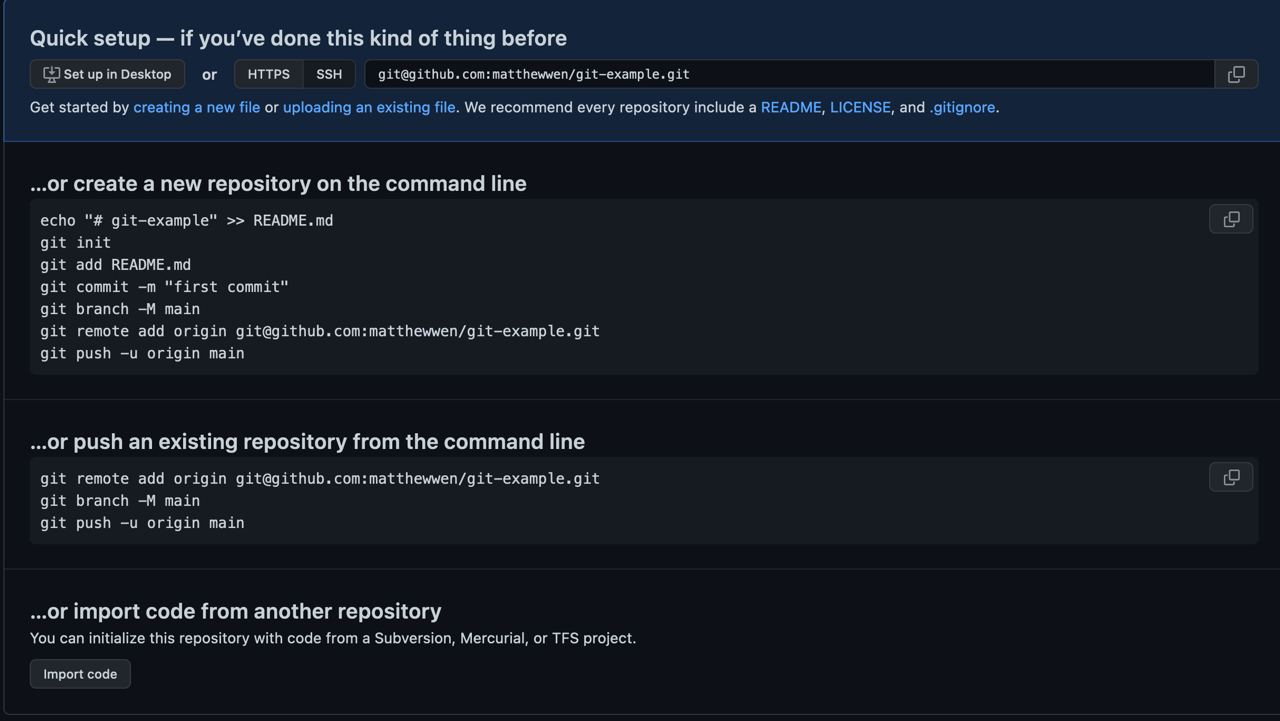 Quick setup — if you’ve done this kind of thing before
Set up in Desktop or HTTPS SSH git@github.com:matthewwen/git-example.git
Get started by creating a new file or uploading an existing file. We recommend every repository include a README, LICENSE, and .gitignore.
…or create a new repository on the command line
echo "# git-example" >> README.md
git init
git add README.md
git commit -m "first commit"
git branch -M main
git remote add origin git@github.com:matthewwen/git-example.git
git push -u origin main
…or push an existing repository from the command line
git remote add origin git@github.com:matthewwen/git-example.git
git branch -M main
git push -u origin main
…or import code from another repository
You can initialize this repository with code from a Subversion, Mercurial, or TFS project.
Import code